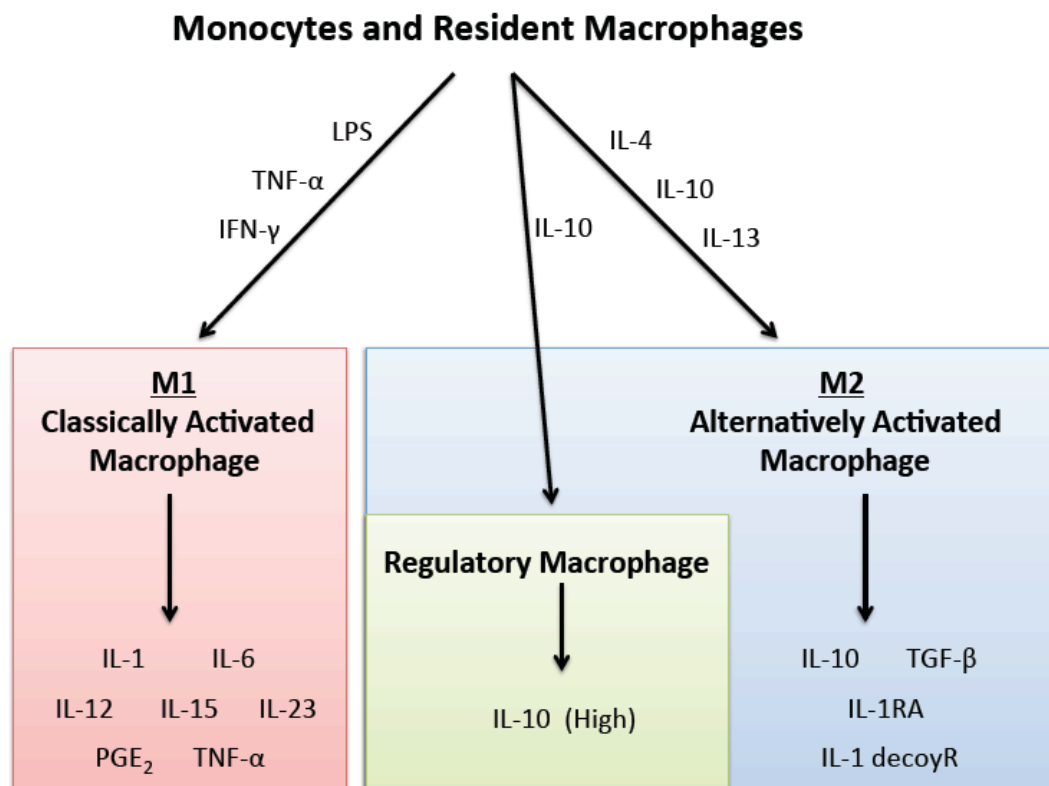 Monocytes and Resident Macrophages
LPS
TNF-α
IFN-γ
IL-10
IL-4
IL-10
IL-13
M1
Classically Activated
Macrophage
IL-1 IL-6
IL-12 IL-15 IL-23
PGE₂ TNF-α
Regulatory Macrophage
IL-10 (High)
M2
Alternatively Activated
Macrophage
IL-10 TGF-β
IL-1RA
IL-1 decoyR